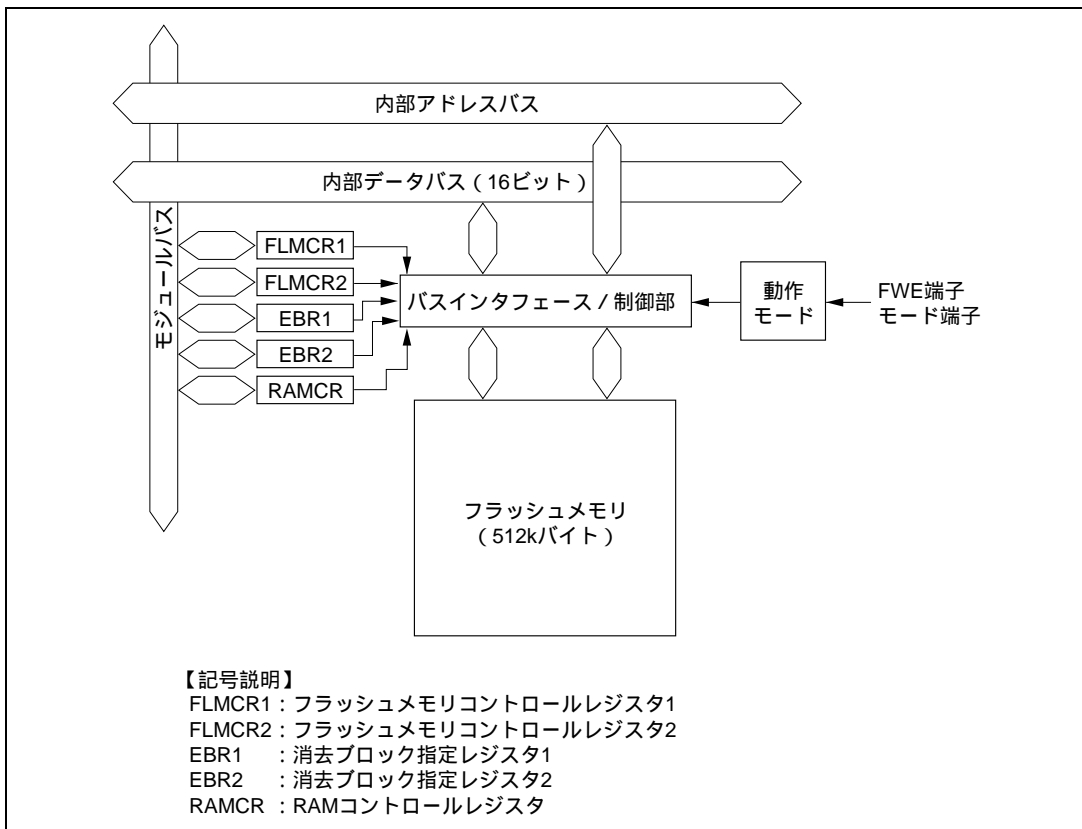 内部アドレスバス
内部データバス（16ビット）
モジュールバス
FLMCR1
FLMCR2
EBR1
EBR2
RAMCR
バスインタフェース / 制御部
動作
モード
FWE端子
モード端子
フラッシュメモリ
（512kバイト）
【記号説明】
FLMCR1：フラッシュメモリコントロールレジスタ1
FLMCR2：フラッシュメモリコントロールレジスタ2
EBR1　：消去ブロック指定レジスタ1
EBR2　：消去ブロック指定レジスタ2
RAMCR ：RAMコントロールレジスタ